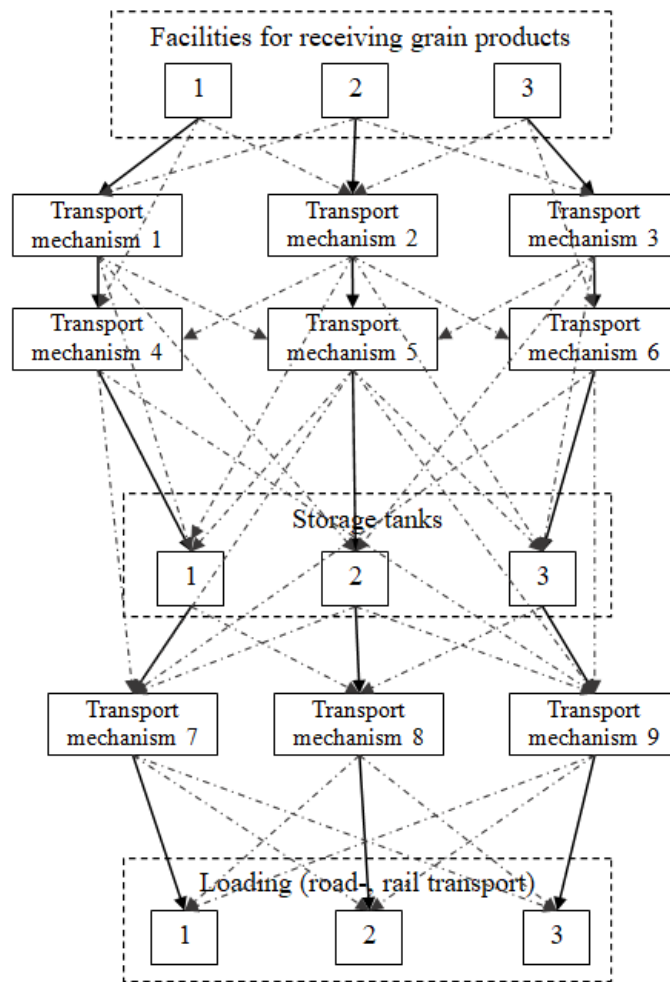 Facilities for receiving grain products
1
2
3
Transport
mechanism 1
Transport
mechanism 2
Transport
mechanism 3
Transport
mechanism 4
Transport
mechanism 5
Transport
mechanism 6
Storage tanks
1
2
3
Transport
mechanism 7
Transport
mechanism 8
Transport
mechanism 9
Loading (road-, rail transport)
1
2
3